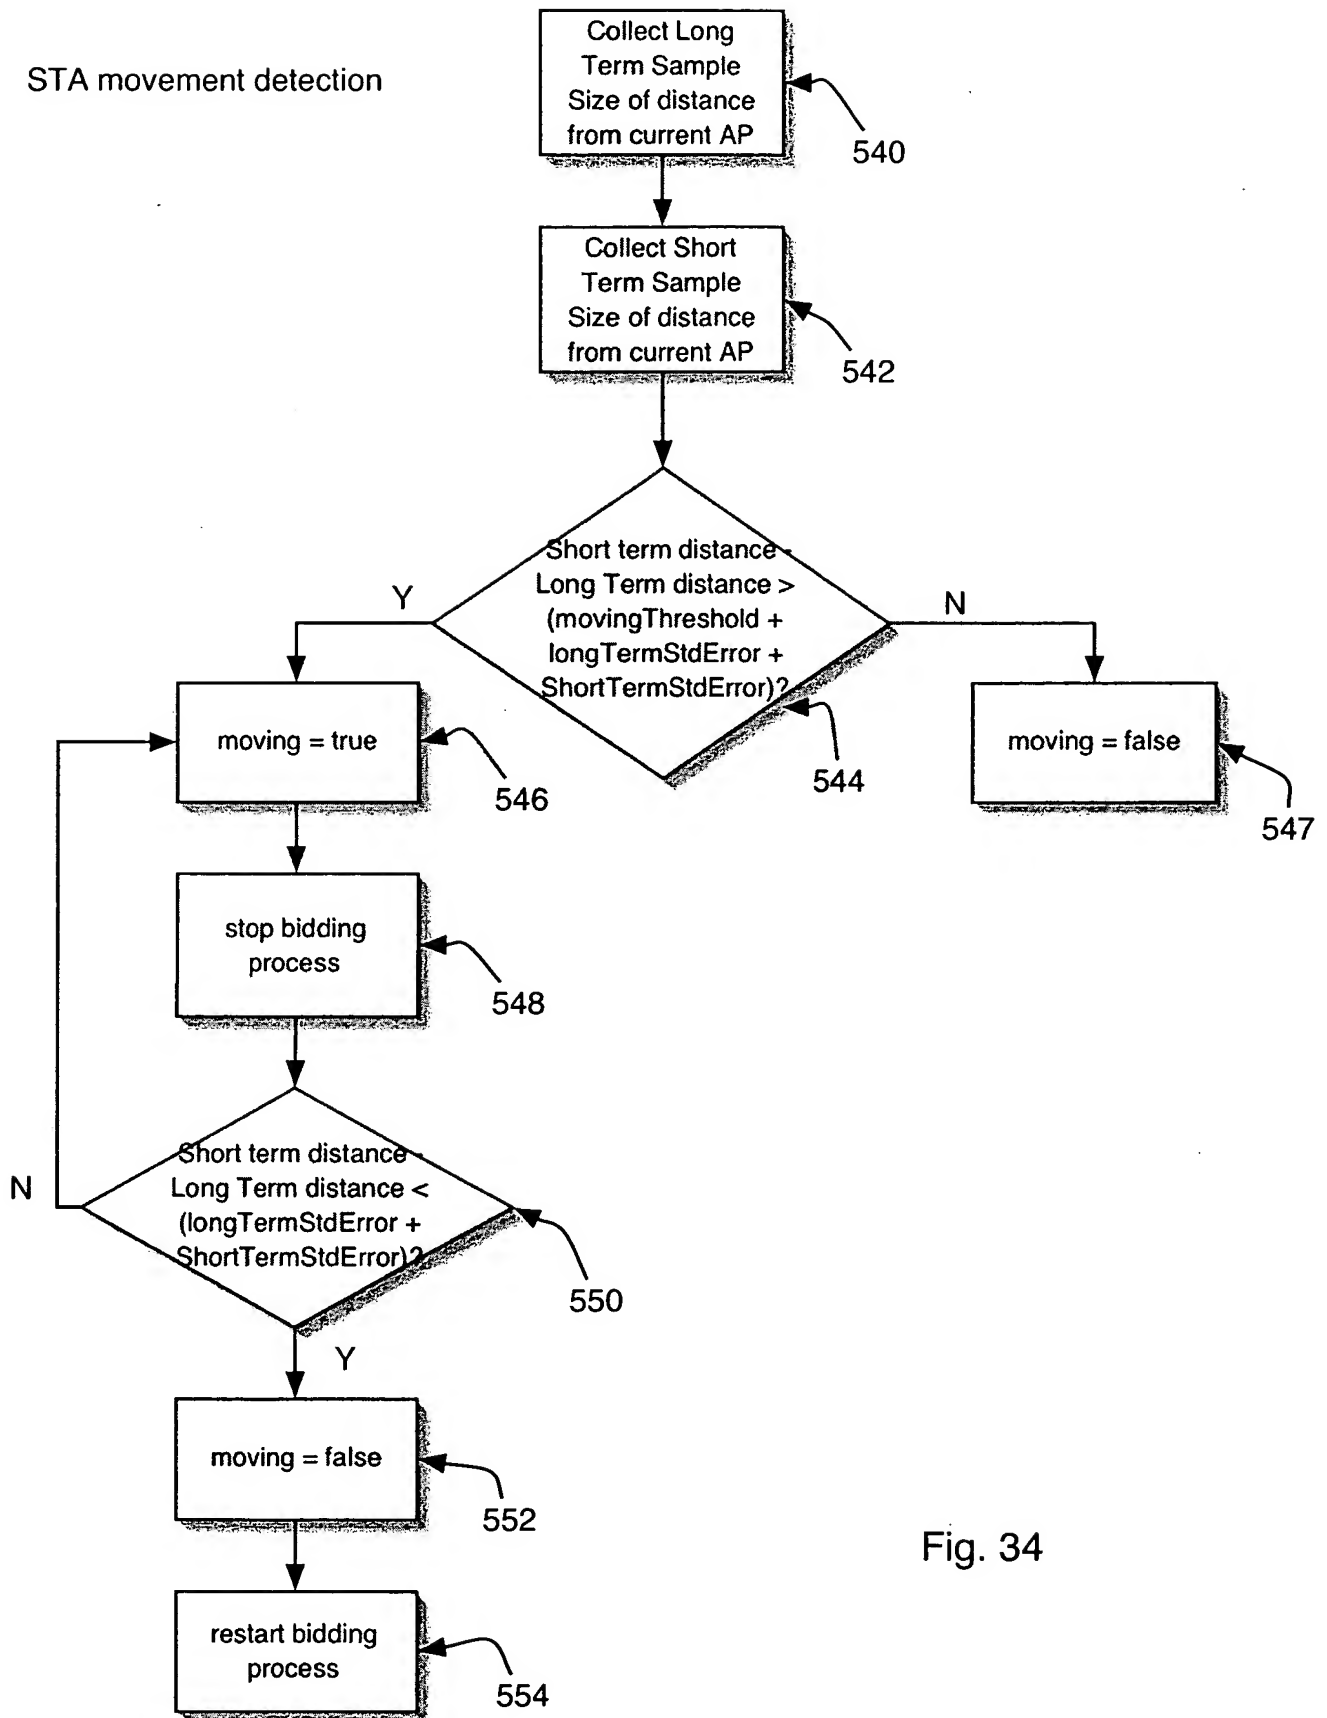 STA movement detection
Collect Long
Term Sample
Size of distance
from current AP
540
Collect Short
Term Sample
Size of distance
from current AP
542
Short term distance -
Long Term distance >
(movingThreshold +
longTermStdError +
ShortTermStdError)?
Y
N
544
moving = true
546
moving = false
547
stop bidding
process
548
Short term distance -
Long Term distance <
(longTermStdError +
ShortTermStdError)?
N
550
Y
moving = false
552
restart bidding
process
554
Fig. 34